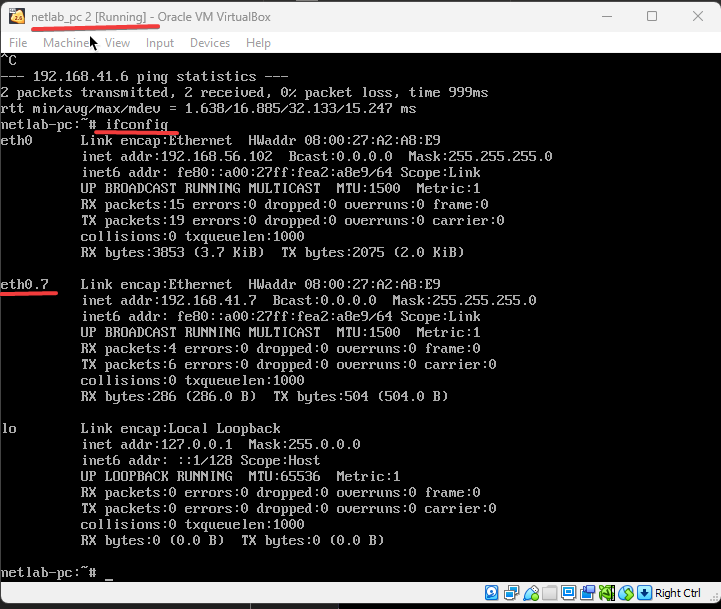 netlab_pc 2 [Running] - Oracle VM VirtualBox
File Machine View Input Devices Help
^C
--- 192.168.41.6 ping statistics ---
2 packets transmitted, 2 received, 0% packet loss, time 999ms
rtt min/avg/max/mdev = 1.638/16.885/32.133/15.247 ms
netlab-pc:~# ifconfig
eth0 Link encap:Ethernet HWaddr 08:00:27:A2:A8:E9
inet addr:192.168.56.102 Bcast:0.0.0.0 Mask:255.255.255.0
inet6 addr: fe80::a00:27ff:fea2:a8e9/64 Scope:Link
UP BROADCAST RUNNING MULTICAST MTU:1500 Metric:1
RX packets:15 errors:0 dropped:0 overruns:0 frame:0
TX packets:19 errors:0 dropped:0 overruns:0 carrier:0
collisions:0 txqueuelen:1000
RX bytes:3853 (3.7 KiB) TX bytes:2075 (2.0 KiB)
eth0.7 Link encap:Ethernet HWaddr 08:00:27:A2:A8:E9
inet addr:192.168.41.7 Bcast:0.0.0.0 Mask:255.255.255.0
inet6 addr: fe80::a00:27ff:fea2:a8e9/64 Scope:Link
UP BROADCAST RUNNING MULTICAST MTU:1500 Metric:1
RX packets:4 errors:0 dropped:0 overruns:0 frame:0
TX packets:6 errors:0 dropped:0 overruns:0 carrier:0
collisions:0 txqueuelen:1000
RX bytes:286 (286.0 B) TX bytes:504 (504.0 B)
lo Link encap:Local Loopback
inet addr:127.0.0.1 Mask:255.0.0.0
inet6 addr: ::1/128 Scope:Host
UP LOOPBACK RUNNING MTU:65536 Metric:1
RX packets:0 errors:0 dropped:0 overruns:0 frame:0
TX packets:0 errors:0 dropped:0 overruns:0 carrier:0
collisions:0 txqueuelen:1000
RX bytes:0 (0.0 B) TX bytes:0 (0.0 B)
netlab-pc:~# _
Right Ctrl